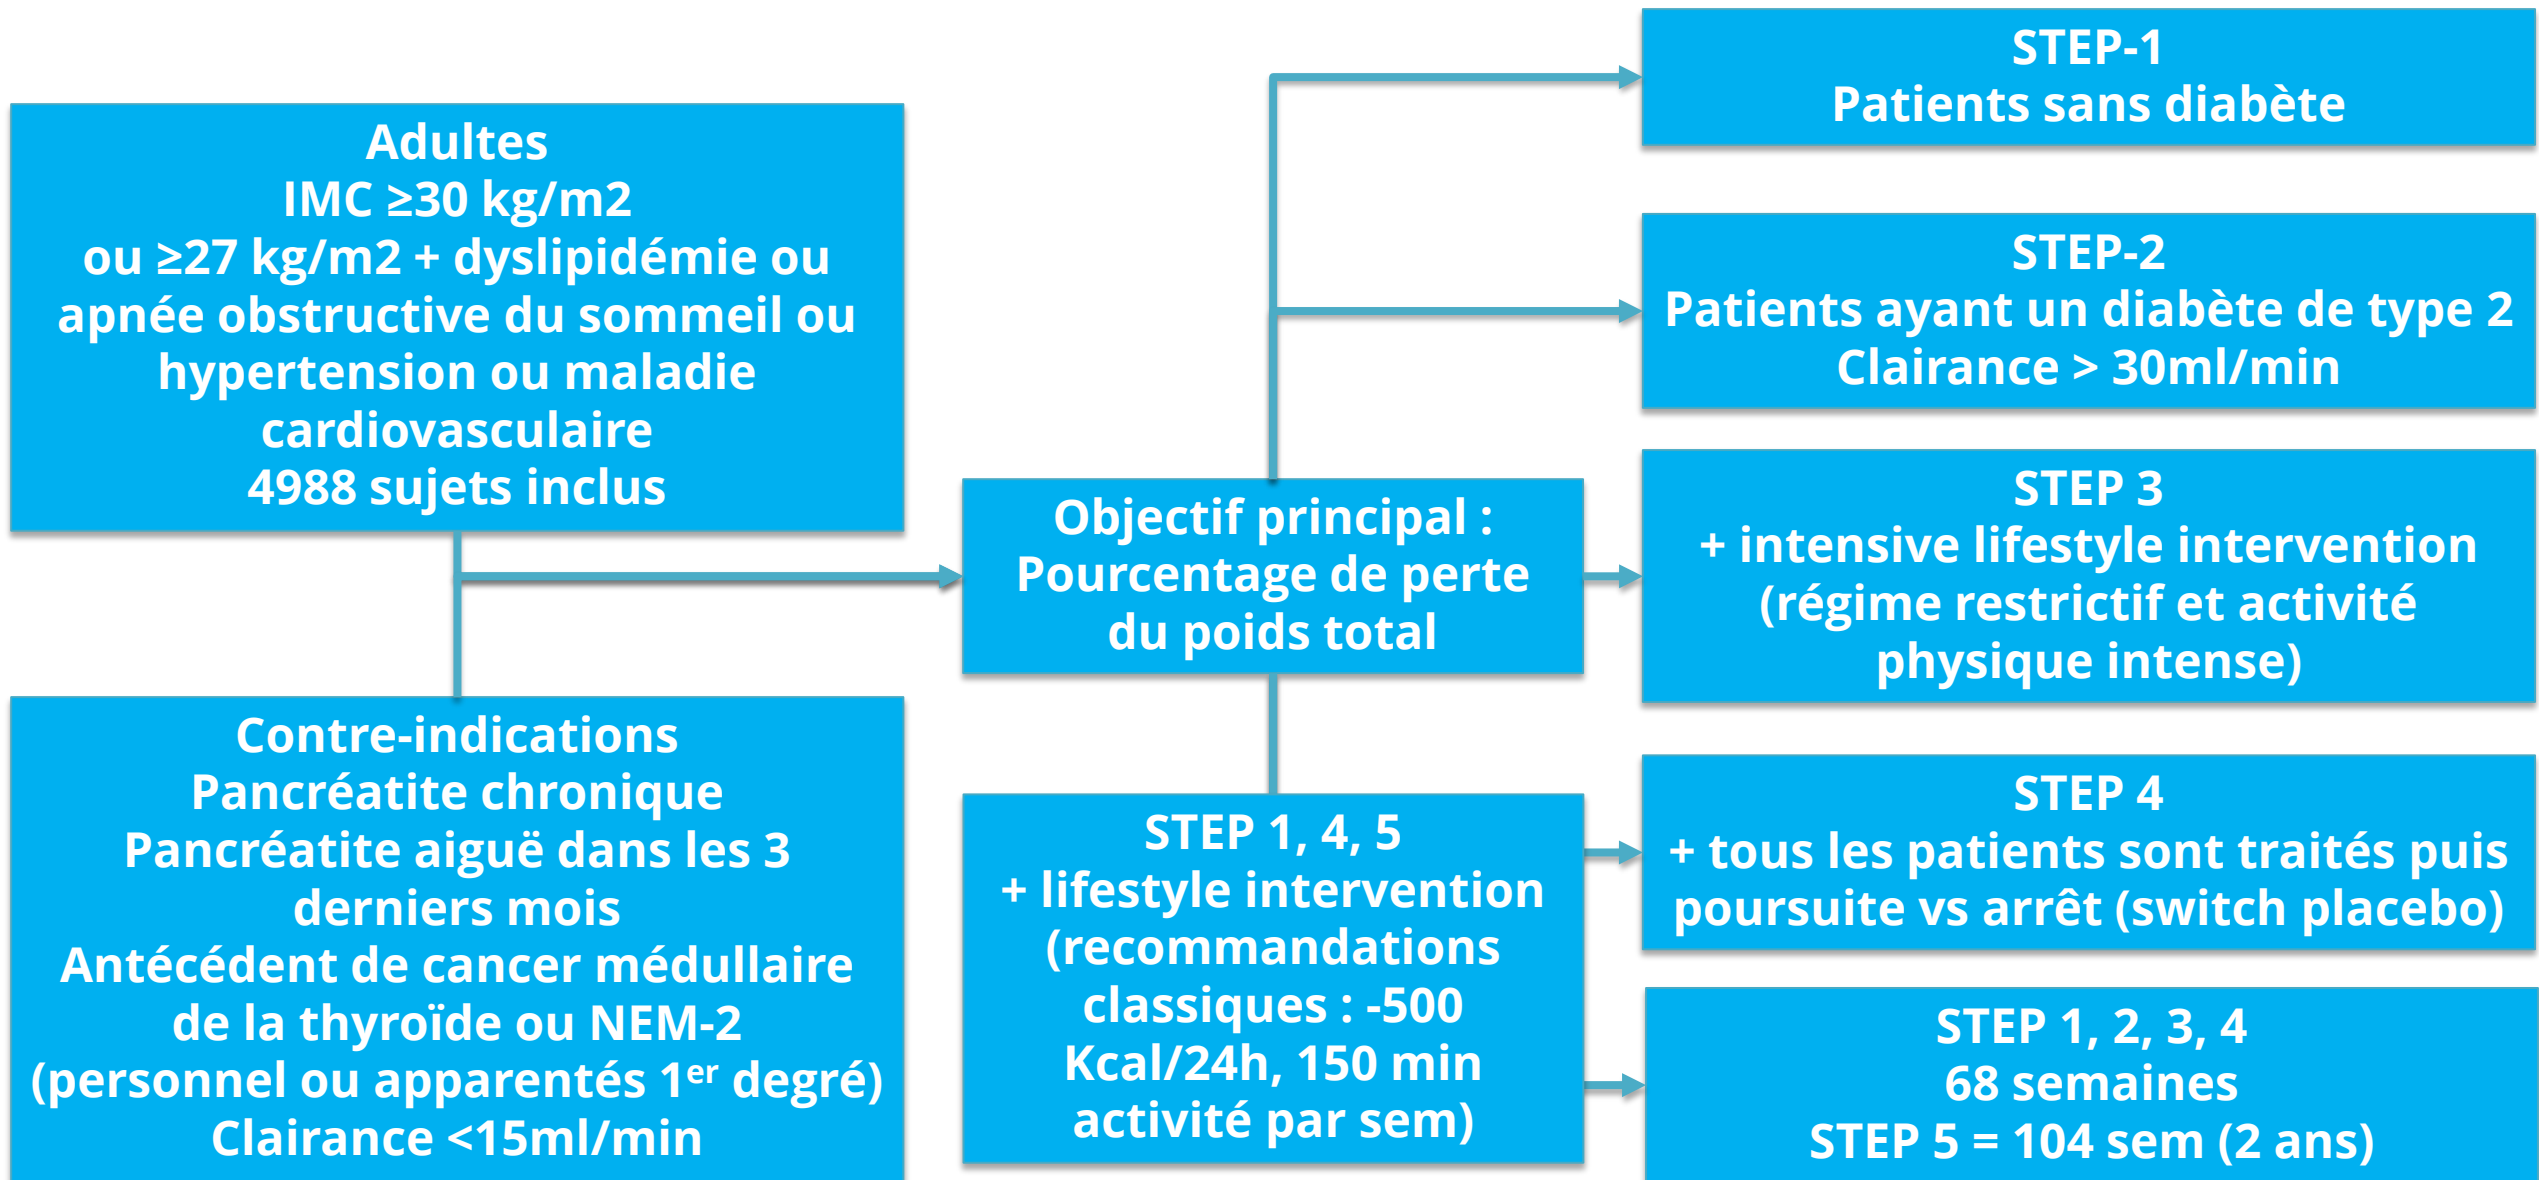 Adultes
IMC ≥30 kg/m2
ou ≥27 kg/m2 + dyslipidémie ou
apnée obstructive du sommeil ou
hypertension ou maladie
cardiovasculaire
4988 sujets inclus
Contre-indications
Pancréatite chronique
Pancréatite aiguë dans les 3
derniers mois
Antécédent de cancer médullaire
de la thyroïde ou NEM-2
(personnel ou apparentés 1er degré)
Clairance <15ml/min
Objectif principal :
Pourcentage de perte
du poids total
STEP 1, 4, 5
+ lifestyle intervention
(recommandations
classiques : -500
Kcal/24h, 150 min
activité par sem)
STEP-1
Patients sans diabète
STEP-2
Patients ayant un diabète de type 2
Clairance > 30ml/min
STEP 3
+ intensive lifestyle intervention
(régime restrictif et activité
physique intense)
STEP 4
+ tous les patients sont traités puis
poursuite vs arrêt (switch placebo)
STEP 1, 2, 3, 4
68 semaines
STEP 5 = 104 sem (2 ans)